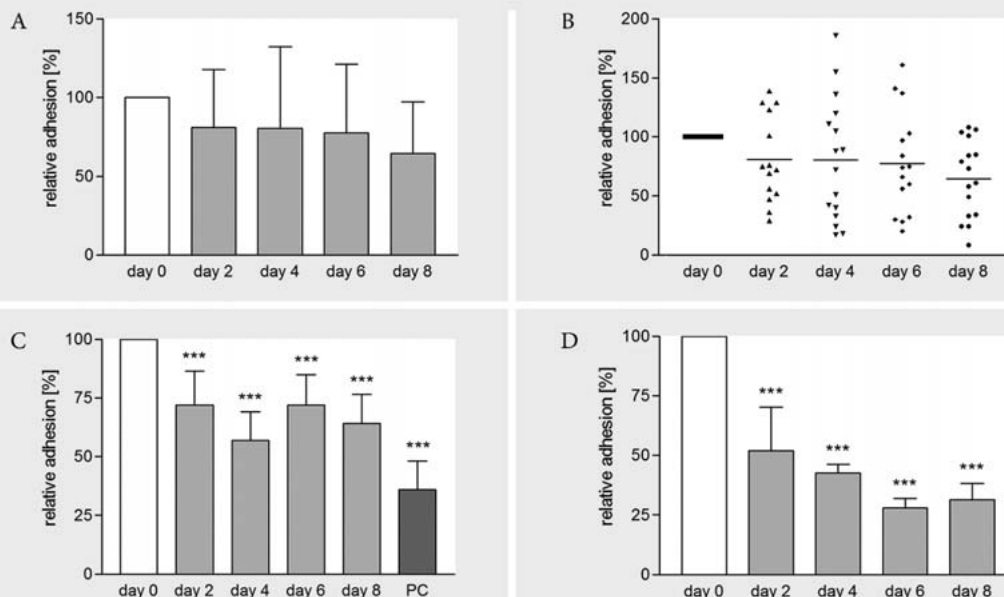 A
relative adhesion [%]
150
100
50
0
day 0 day 2 day 4 day 6 day 8
B
relative adhesion [%]
200
150
100
50
0
day 0 day 2 day 4 day 6 day 8
C
relative adhesion [%]
100
75
50
25
0
*** *** *** *** ***
day 0 day 2 day 4 day 6 day 8 PC
D
relative adhesion [%]
100
75
50
25
0
*** *** *** ***
day 0 day 2 day 4 day 6 day 8